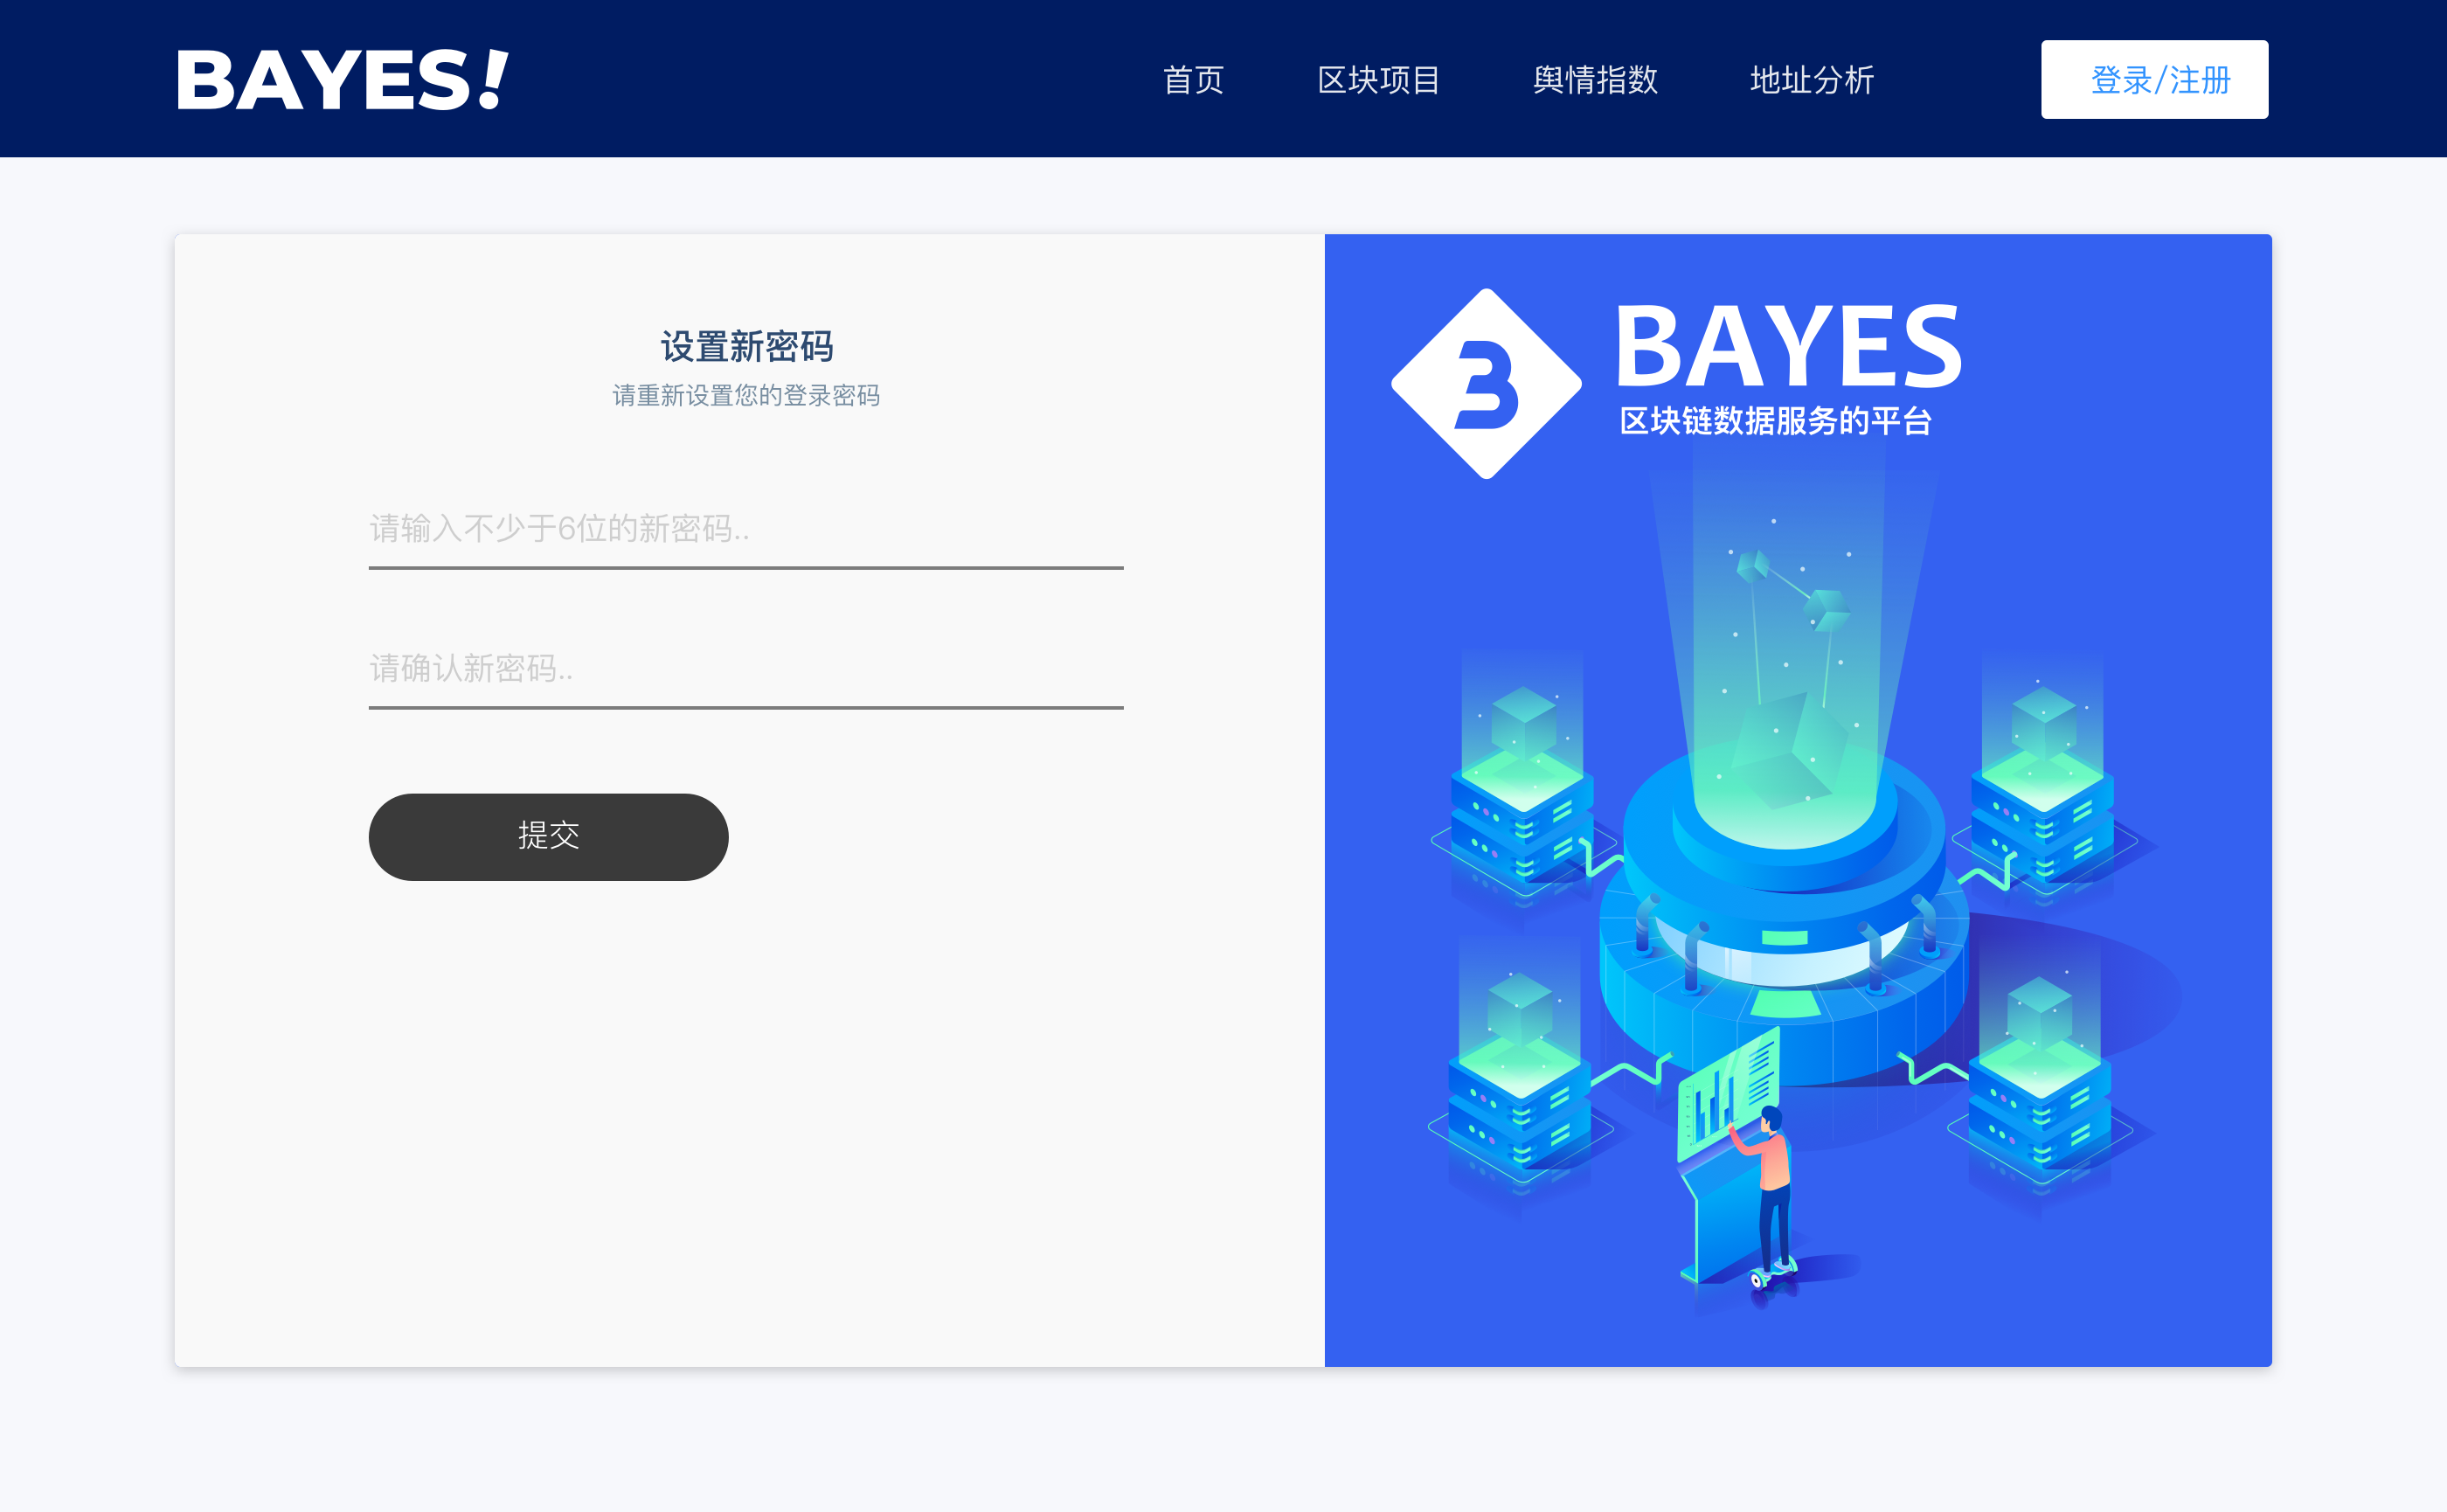 BAYES!
首页 区块项目 舆情指数 地址分析 登录/注册
设置新密码
请重新设置您的登录密码
请输入不少于6位的新密码..
请确认新密码..
提交
BAYES
区块链数据服务的平台